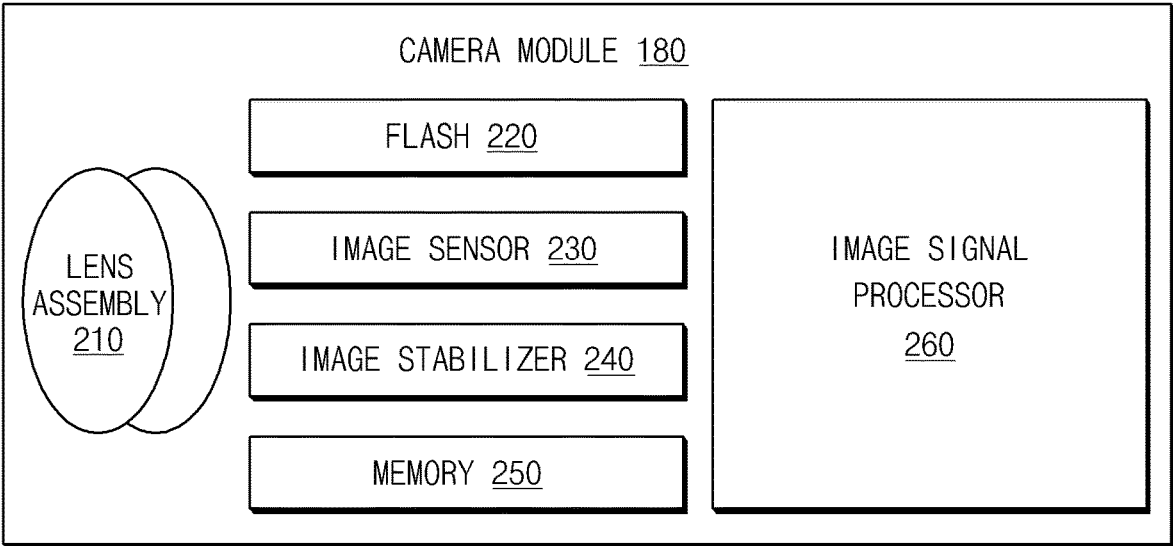 CAMERA MODULE 180
FLASH 220
IMAGE SENSOR 230
IMAGE STABILIZER 240
MEMORY 250
LENS
ASSEMBLY
210
IMAGE SIGNAL
PROCESSOR
260